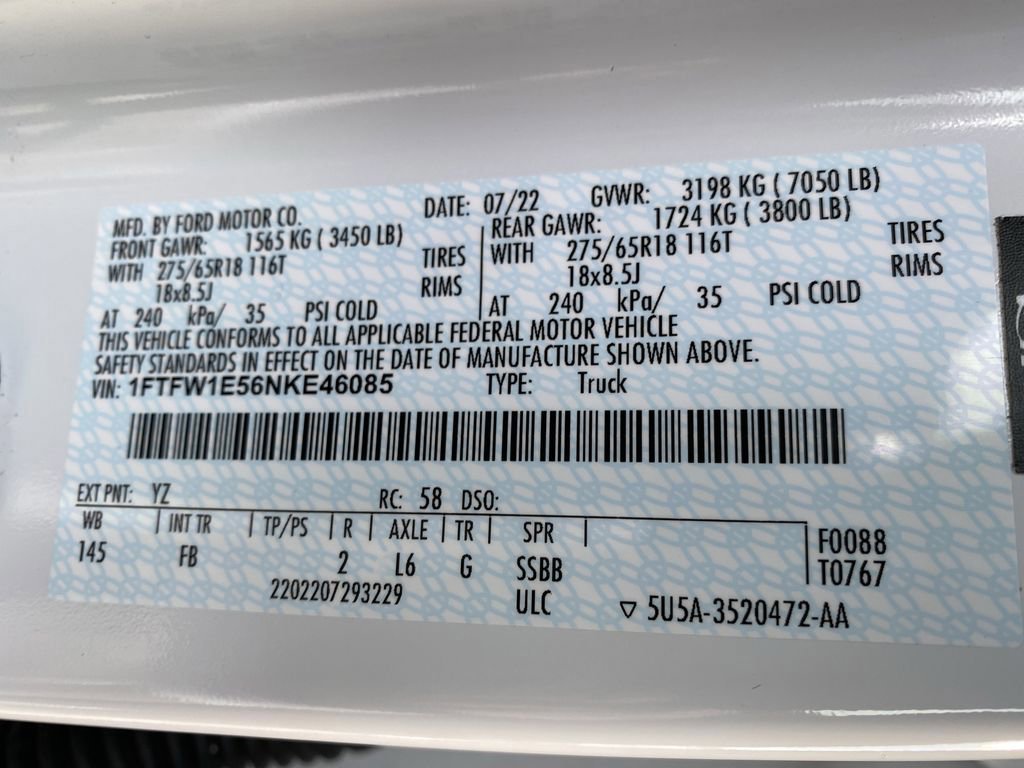 MFD. BY FORD MOTOR CO. DATE: 07/22 GVWR: 3198 KG ( 7050 LB)
FRONT GAWR: 1565 KG ( 3450 LB) REAR GAWR: 1724 KG ( 3800 LB)
WITH 275/65R18 116T TIRES WITH 275/65R18 116T TIRES
18x8.5J RIMS 18x8.5J RIMS
AT 240 kPa/ 35 PSI COLD AT 240 kPa/ 35 PSI COLD
THIS VEHICLE CONFORMS TO ALL APPLICABLE FEDERAL MOTOR VEHICLE
SAFETY STANDARDS IN EFFECT ON THE DATE OF MANUFACTURE SHOWN ABOVE.
VIN: 1FTFW1E56NKE46085 TYPE: Truck
EXT PNT: YZ RC: 58 DSO:
WB | INT TR | TP/PS | R | AXLE | TR | SPR | F0088
145 FB 2 L6 G SSBB T0767
2202207293229 ULC ▽ 5U5A-3520472-AA